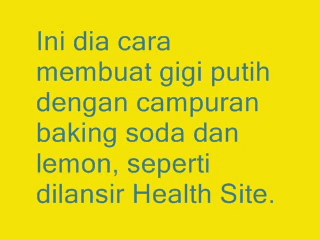 Ini dia cara
membuat gigi putih
dengan campuran
baking soda dan
lemon, seperti
dilansir Health Site.